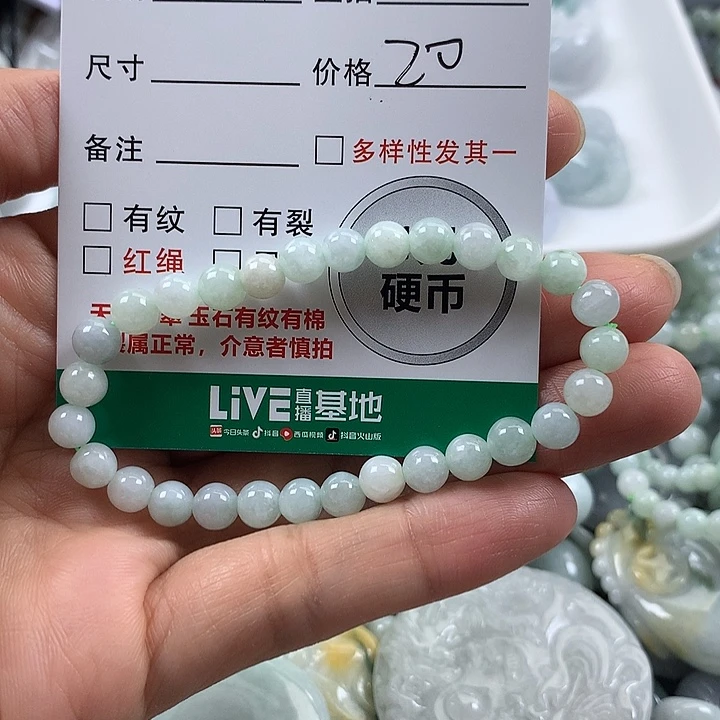 尺寸
价格 20
备注
多样性发其一
有纹
有裂
红绳
硬币
玉石有纹有棉
属正常，介意者慎拍
LiVE 直播 基地
头条 今日头条 抖音 西瓜视频 抖音火山版